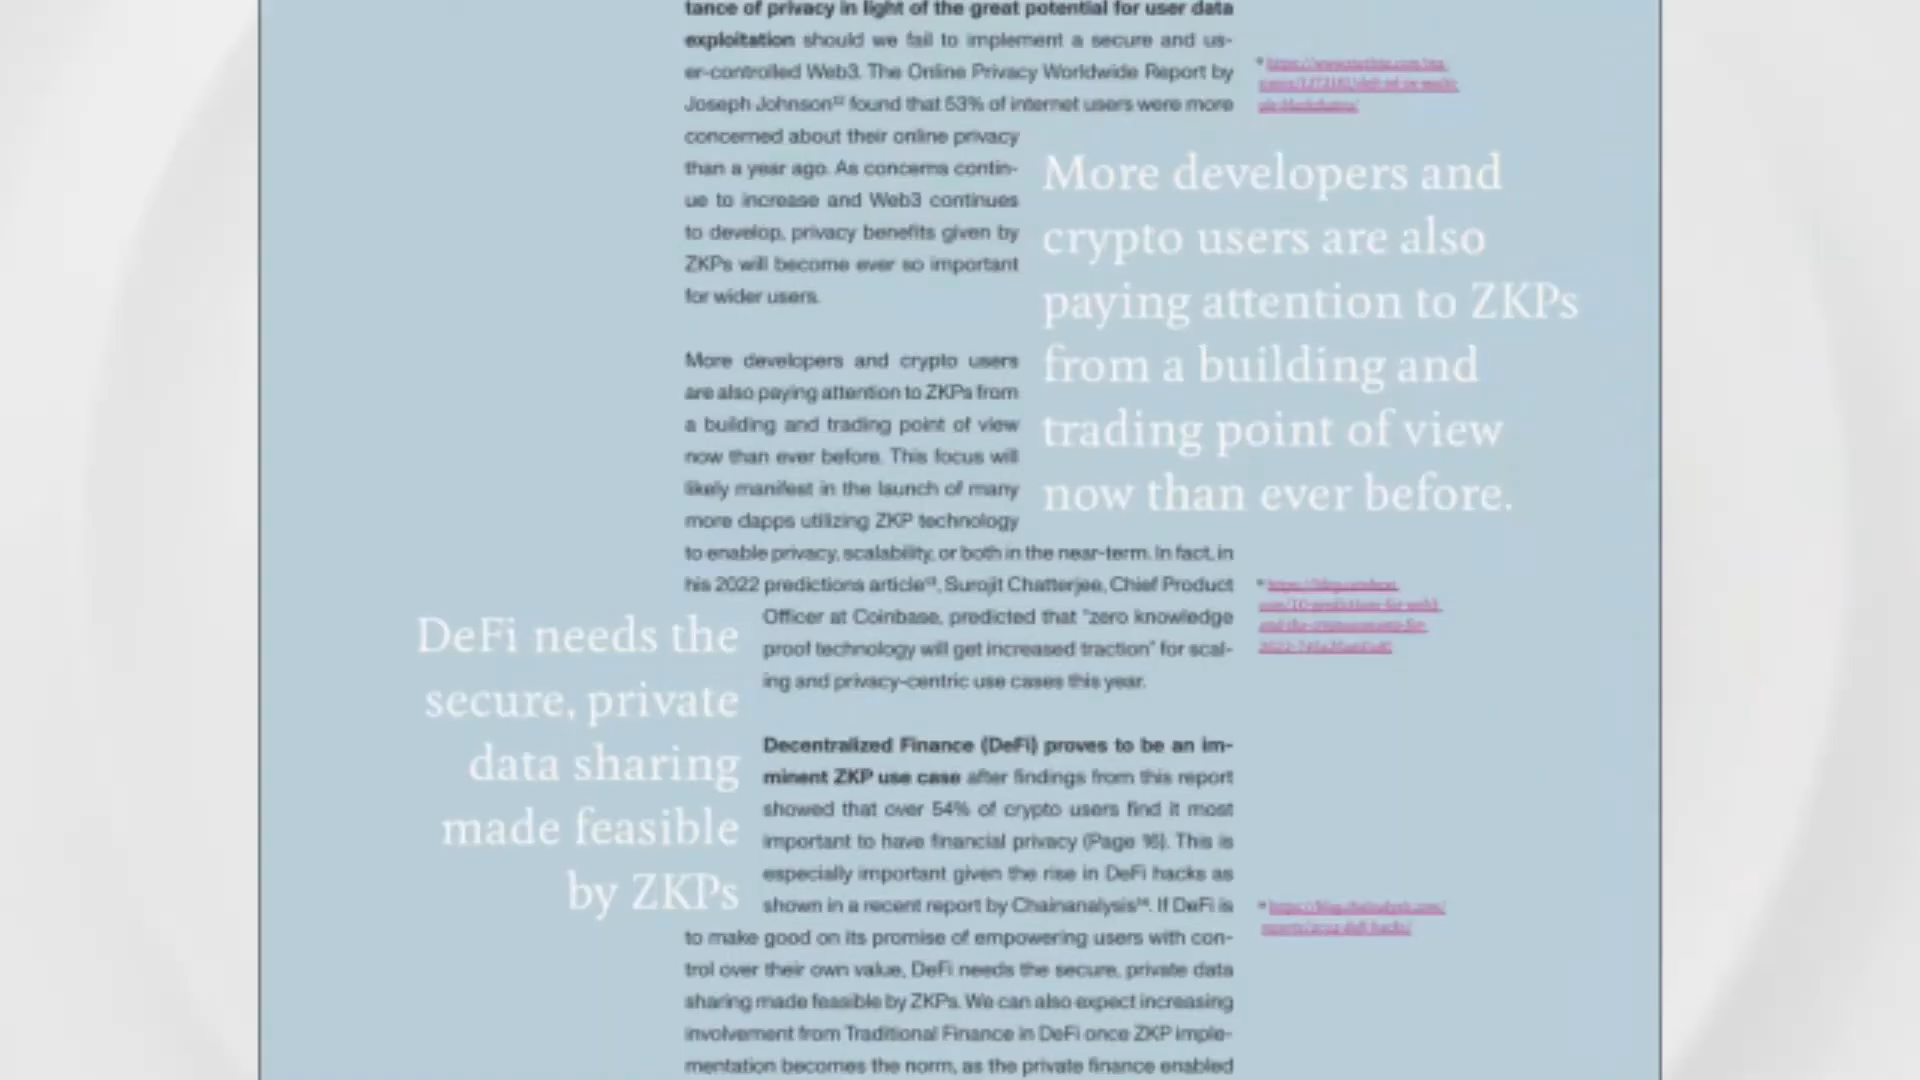 tance of privacy in light of the great potential for user data
exploitation should we fail to implement a secure and us-
er-controlled Web3. The Online Privacy Worldwide Report by
Joseph Johnson¹² found that 53% of internet users were more
concerned about their online privacy
than a year ago. As concerns contin-
ue to increase and Web3 continues
to develop, privacy benefits given by
ZKPs will become ever so important
for wider users.
More developers and
crypto users are also
paying attention to ZKPs
from a building and
trading point of view
now than ever before.
More developers and crypto users
are also paying attention to ZKPs from
a building and trading point of view
now than ever before. This focus will
likely manifest in the launch of many
more dapps utilizing ZKP technology
to enable privacy, scalability, or both in the near-term. In fact, in
his 2022 predictions article¹³, Surojit Chatterjee, Chief Product
Officer at Coinbase, predicted that "zero knowledge
proof technology will get increased traction" for scal-
ing and privacy-centric use cases this year.
DeFi needs the
secure, private
data sharing
made feasible
by ZKPs
Decentralized Finance (DeFi) proves to be an im-
minent ZKP use case after findings from this report
showed that over 54% of crypto users find it most
important to have financial privacy (Page 16). This is
especially important given the rise in DeFi hacks as
shown in a recent report by Chainanalysis¹⁴. If DeFi is
to make good on its promise of empowering users with con-
trol over their own value, DeFi needs the secure, private data
sharing made feasible by ZKPs. We can also expect increasing
involvement from Traditional Finance in DeFi once ZKP imple-
mentation becomes the norm, as the private finance enabled